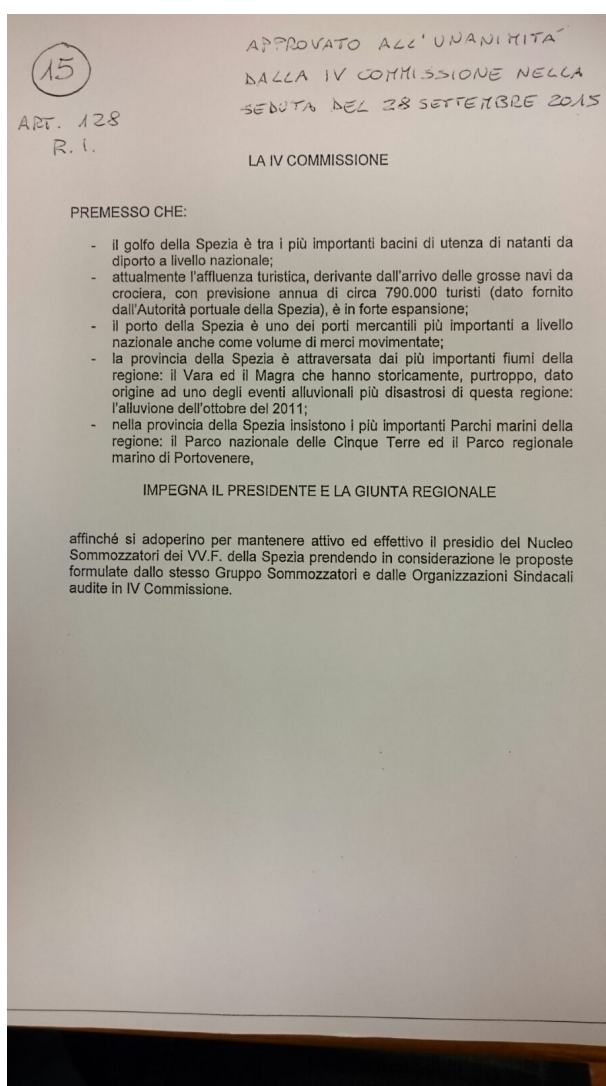 15
ART. 128
R. I.
APPROVATO ALL'UNANIMITÀ
DALLA IV COMMISSIONE NELLA
SEDUTA DEL 28 SETTEMBRE 2015
LA IV COMMISSIONE
PREMESSO CHE:
- il golfo della Spezia è tra i più importanti bacini di utenza di natanti da
diporto a livello nazionale;
- attualmente l'affluenza turistica, derivante dall'arrivo delle grosse navi da
crociera, con previsione annua di circa 790.000 turisti (dato fornito
dall'Autorità portuale della Spezia), è in forte espansione;
- il porto della Spezia è uno dei porti mercantili più importanti a livello
nazionale anche come volume di merci movimentate;
- la provincia della Spezia è attraversata dai più importanti fiumi della
regione: il Vara ed il Magra che hanno storicamente, purtroppo, dato
origine ad uno degli eventi alluvionali più disastrosi di questa regione:
l'alluvione dell'ottobre del 2011;
- nella provincia della Spezia insistono i più importanti Parchi marini della
regione: il Parco nazionale delle Cinque Terre ed il Parco regionale
marino di Portovenere,
IMPEGNA IL PRESIDENTE E LA GIUNTA REGIONALE
affinché si adoperino per mantenere attivo ed effettivo il presidio del Nucleo
Sommozzatori dei VV.F. della Spezia prendendo in considerazione le proposte
formulate dallo stesso Gruppo Sommozzatori e dalle Organizzazioni Sindacali
audite in IV Commissione.